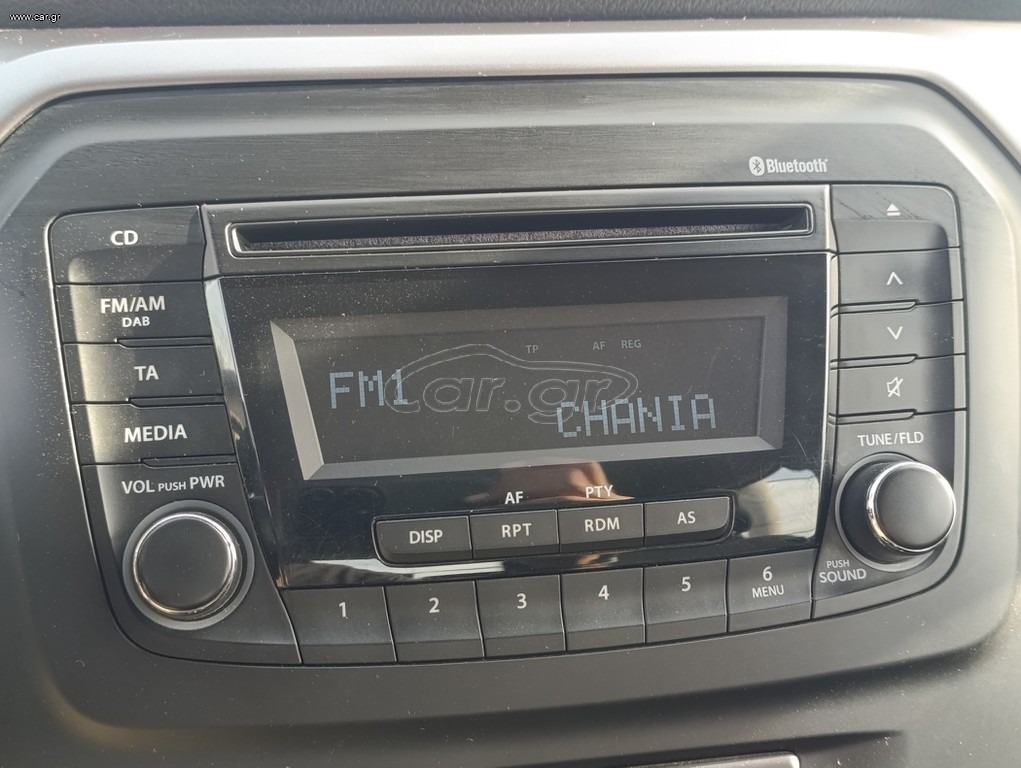 www.car.gr
Bluetooth
CD
FM/AM
DAB
TA
MEDIA
VOL PUSH PWR
TP AF REG
FM1
CHANIA
car.gr
AF PTY
DISP RPT RDM AS
1 2 3 4 5 6
MENU
TUNE/FLD
PUSH
SOUND